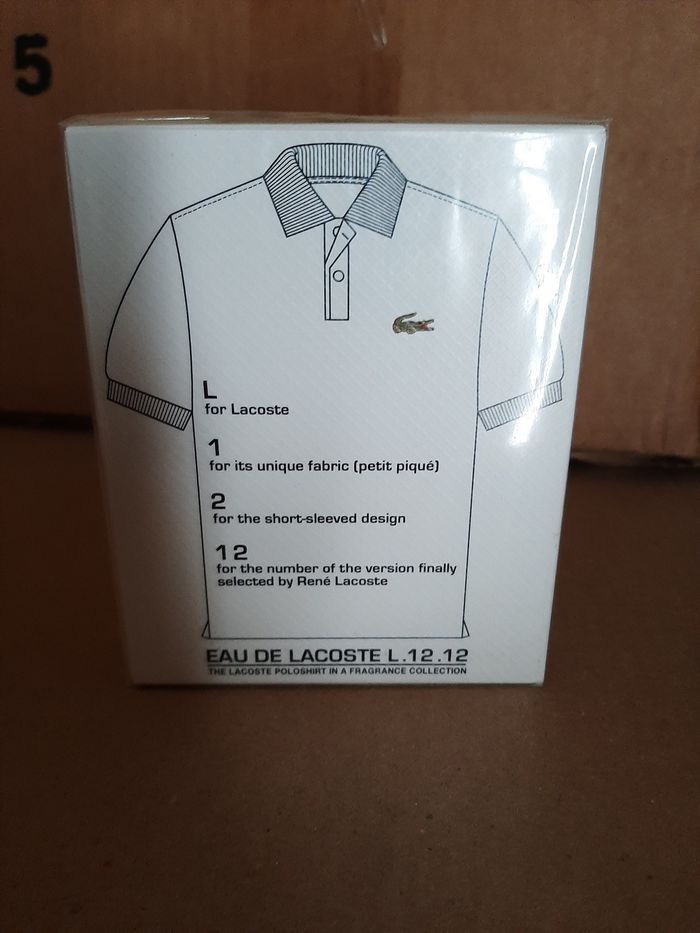 5
L
for Lacoste
1
for its unique fabric (petit piqué)
2
for the short-sleeved design
12
for the number of the version finally
selected by René Lacoste
EAU DE LACOSTE L.12.12
THE LACOSTE POLOSHIRT IN A FRAGRANCE COLLECTION